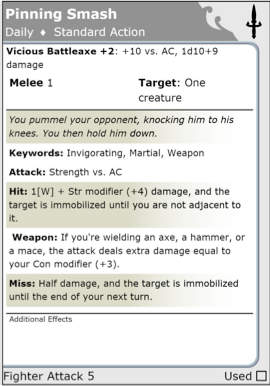 Pinning Smash
Daily ♦ Standard Action
Vicious Battleaxe +2: +10 vs. AC, 1d10+9
damage
Melee 1 Target: One
creature
You pummel your opponent, knocking him to his
knees. You then hold him down.
Keywords: Invigorating, Martial, Weapon
Attack: Strength vs. AC
Hit: 1[W] + Str modifier (+4) damage, and the
target is immobilized until you are not adjacent to
it.
Weapon: If you're wielding an axe, a hammer, or
a mace, the attack deals extra damage equal to
your Con modifier (+3).
Miss: Half damage, and the target is immobilized
until the end of your next turn.
Additional Effects
Fighter Attack 5 Used